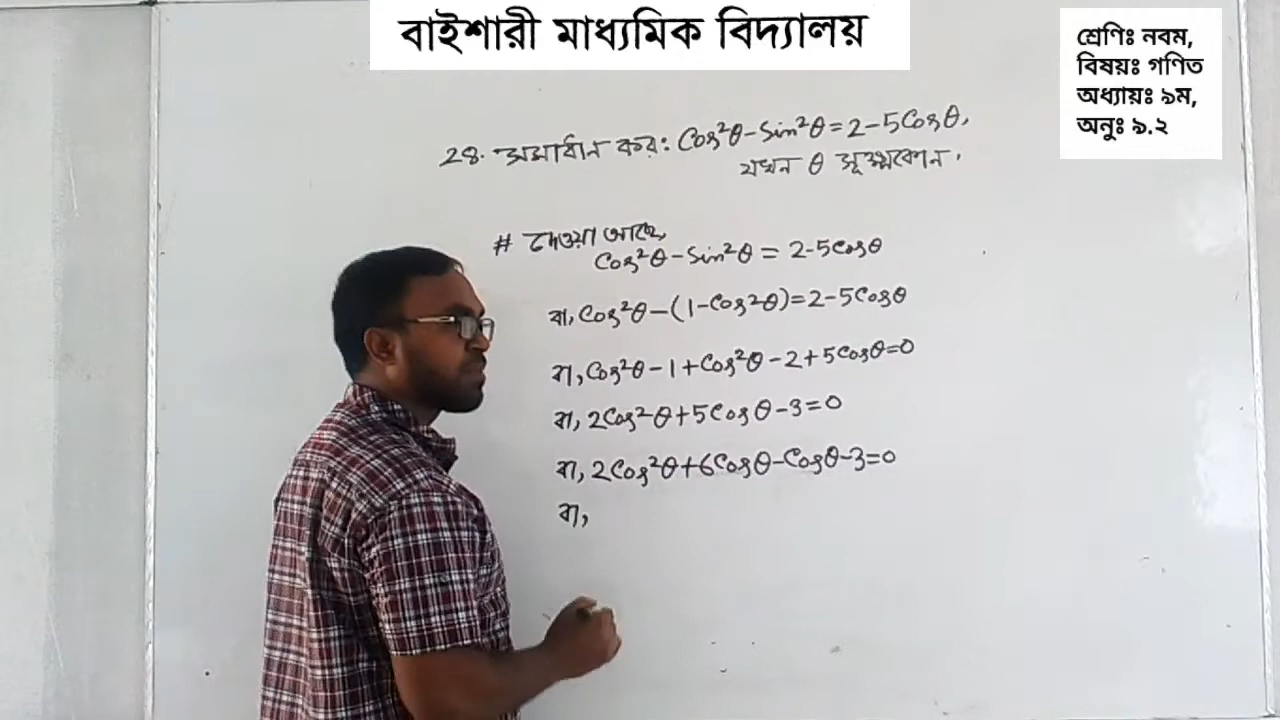 বাইশারী মাধ্যমিক বিদ্যালয়
শ্রেণিঃ নবম,
বিষয়ঃ গণিত
অধ্যায়ঃ ৯ম,
অনুঃ ৯.২
২৪. সমাধান কর: Cos²θ-Sin²θ=2-5Cosθ,
যখন θ সূক্ষ্মকোন.
# দেওয়া আছে,
Cos²θ-Sin²θ = 2-5Cosθ
বা, Cos²θ-(1-Cos²θ)=2-5Cosθ
বা, Cos²θ-1+Cos²θ-2+5Cosθ=0
বা, 2Cos²θ+5Cosθ-3=0
বা, 2Cos²θ+6Cosθ-Cosθ-3=0
বা,